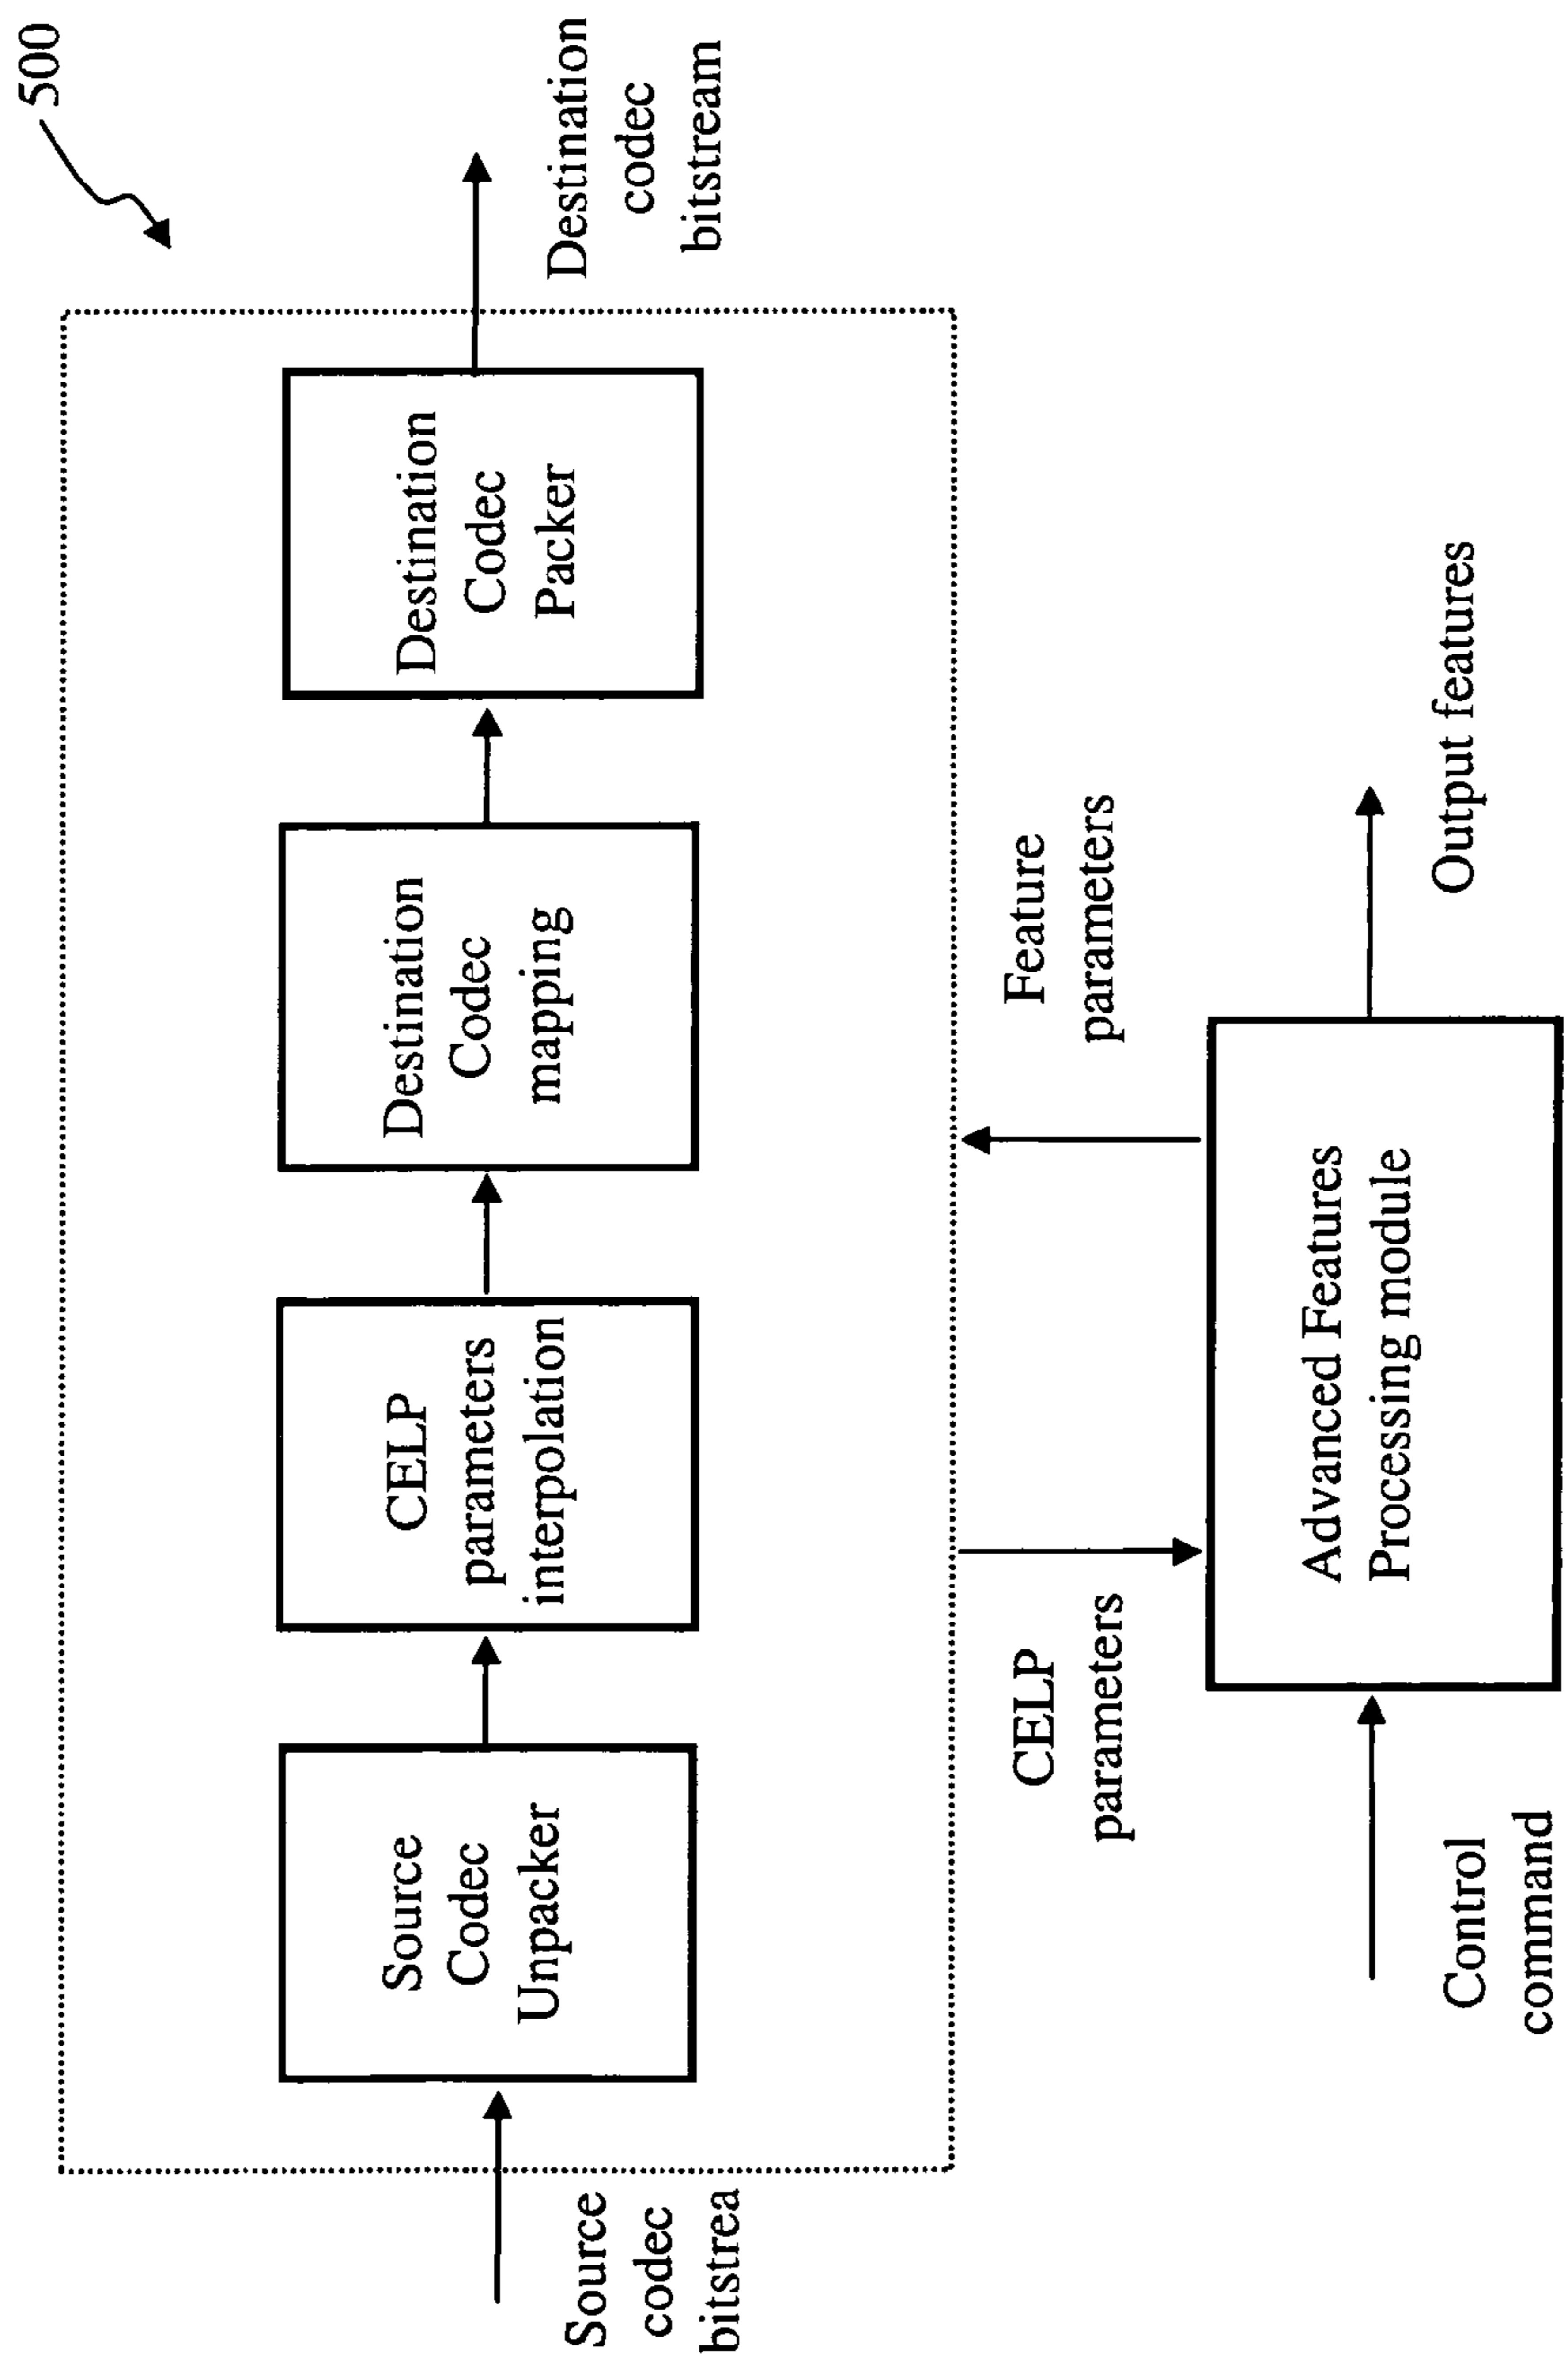 500
Source
Codec
Unpacker
CELP
parameters
interpolation
Destination
Codec
mapping
Destination
Codec
Packer
Source
codec
bitstrea
Destination
codec
bitstream
CELP
parameters
Feature
parameters
Advanced Features
Processing module
Control
command
Output features